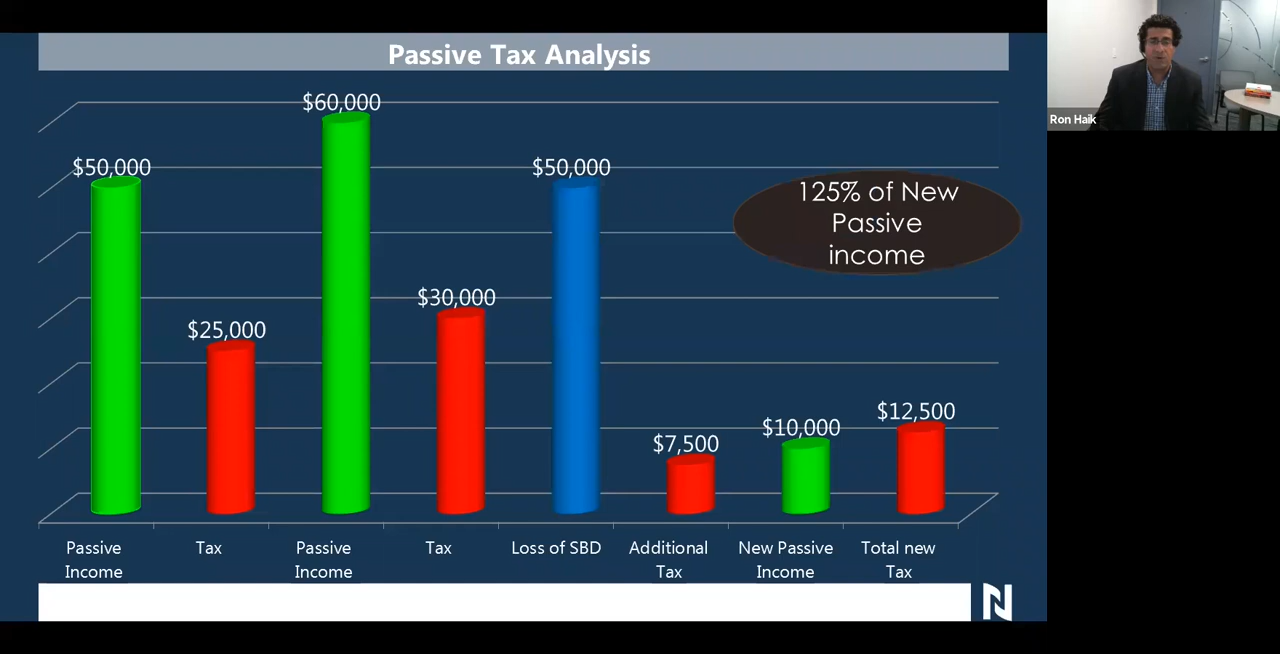 Passive Tax Analysis
Ron Haik
$60,000
$50,000
$50,000
125% of New
Passive
income
$25,000
$30,000
$7,500
$10,000
$12,500
Passive
Income
Tax
Passive
Income
Tax
Loss of SBD
Additional
Tax
New Passive
Income
Total new
Tax
N